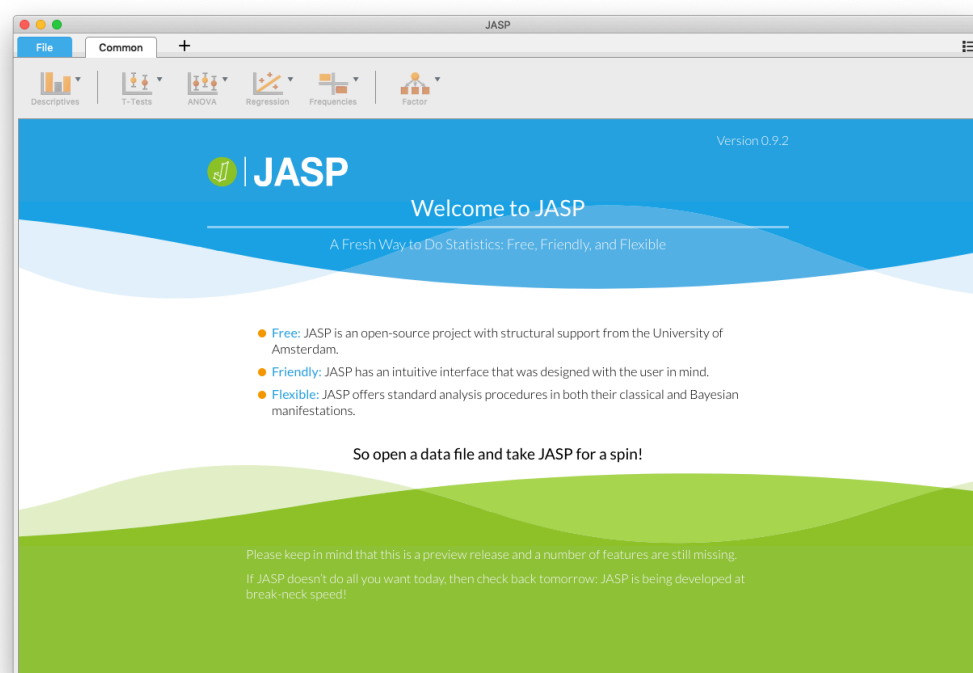 JASP
File
Common
+
Descriptives
T-Tests
ANOVA
Regression
Frequencies
Factor
Version 0.9.2
JASP
Welcome to JASP
A Fresh Way to Do Statistics: Free, Friendly, and Flexible
Free: JASP is an open-source project with structural support from the University of
Amsterdam.
Friendly: JASP has an intuitive interface that was designed with the user in mind.
Flexible: JASP offers standard analysis procedures in both their classical and Bayesian
manifestations.
So open a data file and take JASP for a spin!
Please keep in mind that this is a preview release and a number of features are still missing.
If JASP doesn't do all you want today, then check back tomorrow: JASP is being developed at
break-neck speed!